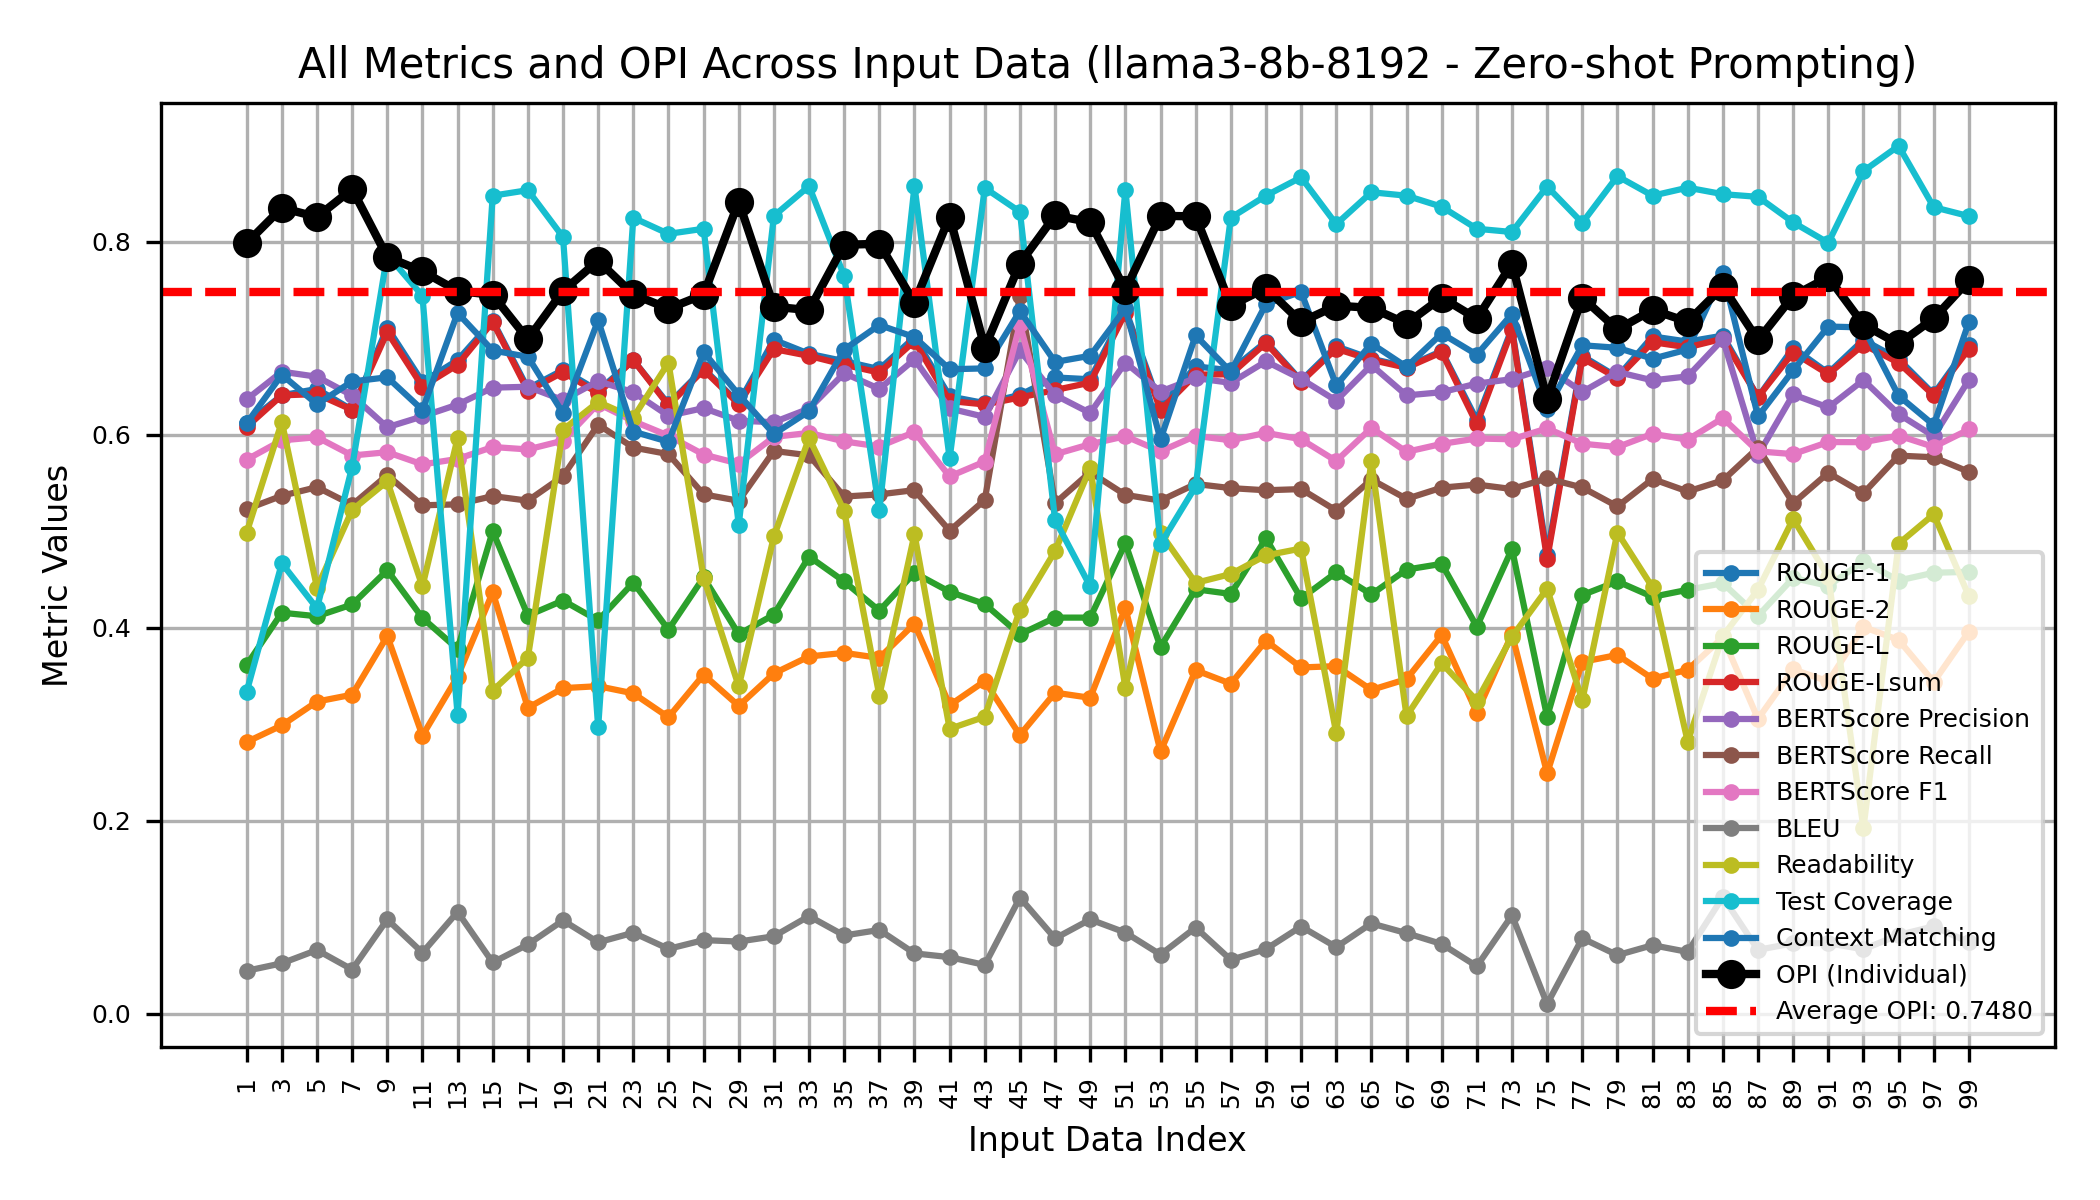 All Metrics and OPI Across Input Data (llama3-8b-8192 - Zero-shot Prompting)
Metric Values
0.8
0.6
0.4
0.2
0.0
ROUGE-1
ROUGE-2
ROUGE-L
ROUGE-Lsum
BERTScore Precision
BERTScore Recall
BERTScore F1
BLEU
Readability
Test Coverage
Context Matching
OPI (Individual)
Average OPI: 0.7480
1 3 5 7 9 11 13 15 17 19 21 23 25 27 29 31 33 35 37 39 41 43 45 47 49 51 53 55 57 59 61 63 65 67 69 71 73 75 77 79 81 83 85 87 89 91 93 95 97 99
Input Data Index